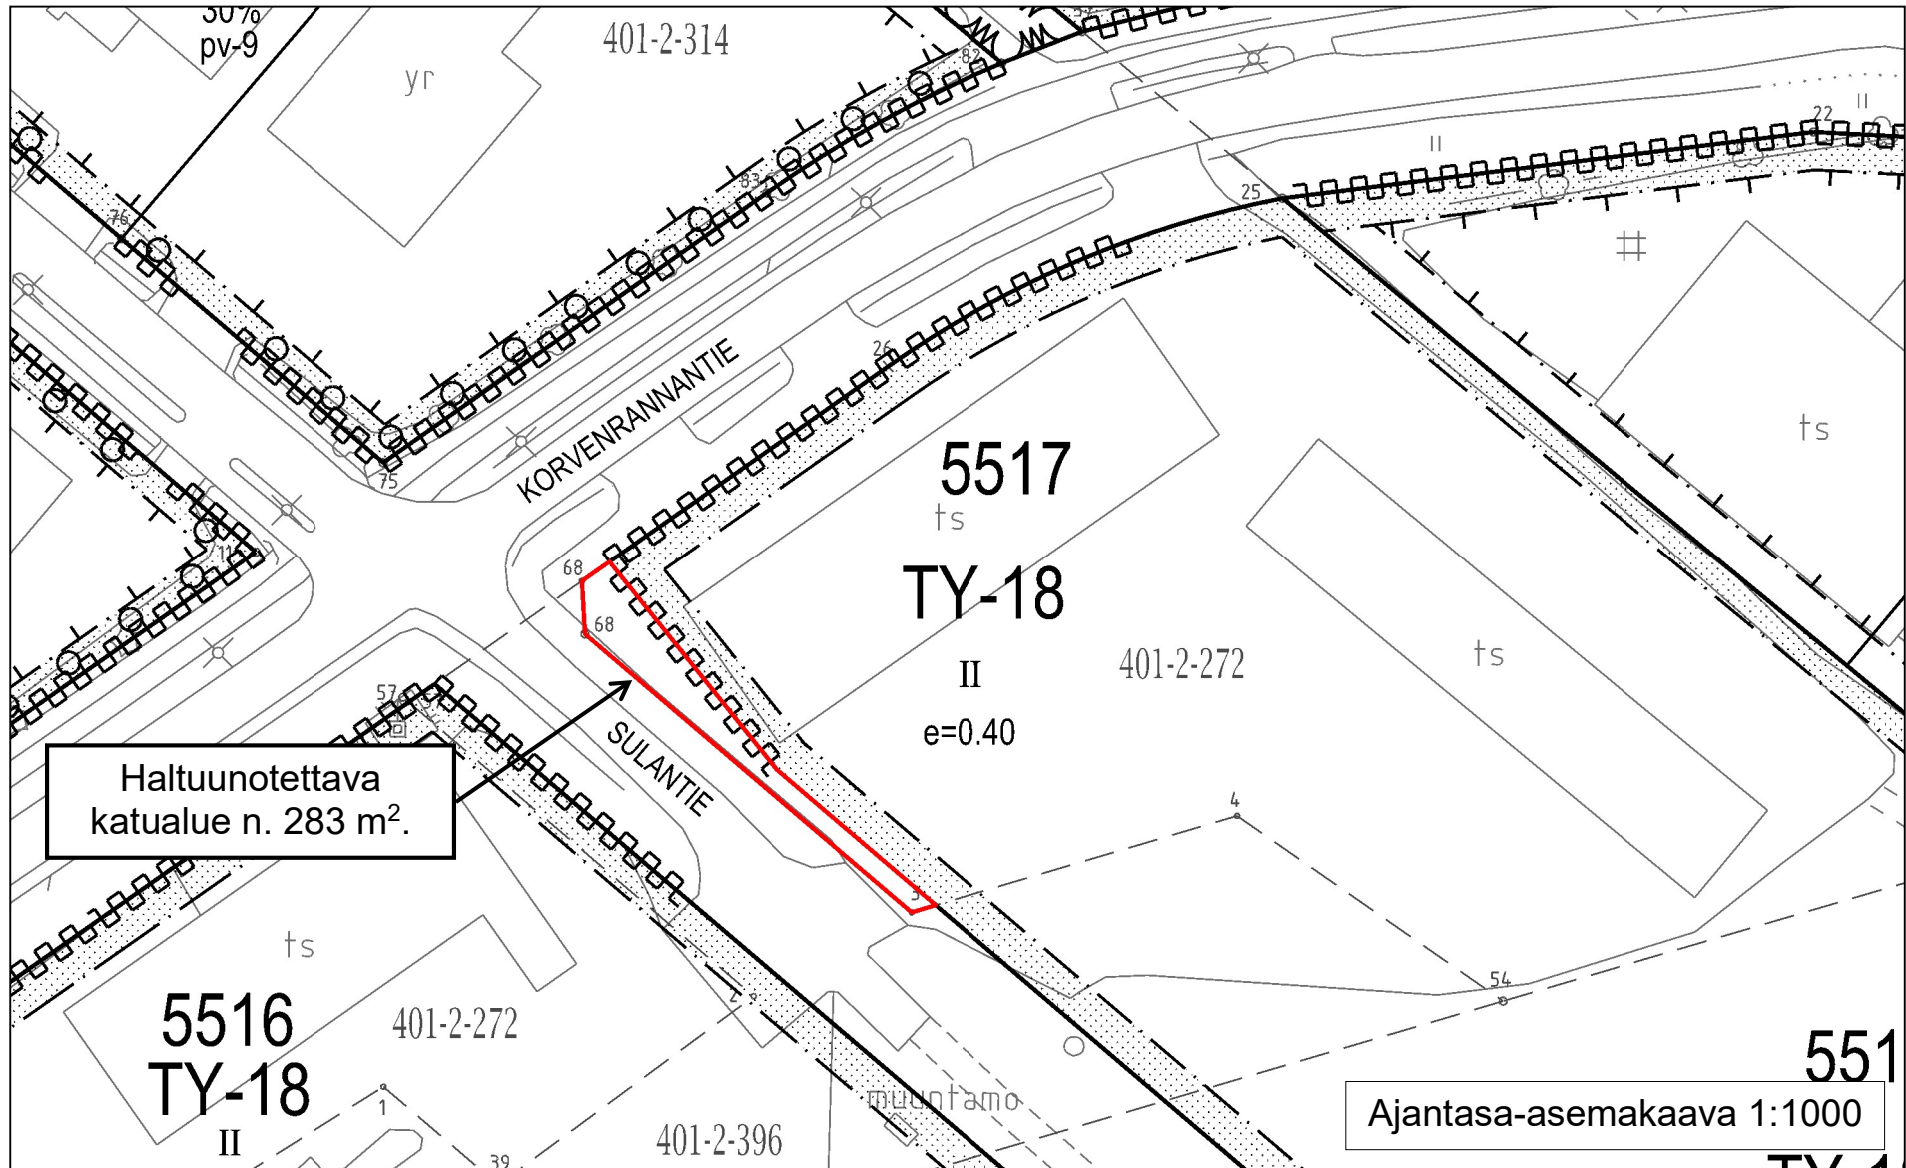 30%
pv-9
401-2-314
yr
57
82
22
II
II
83
25
76
26
KORVENRANNANTIE
ts
75
5517
ts
11
68
TY-18
68
401-2-272
ts
II
57
SULANTIE
e=0.40
Haltuunotettava
katualue n. 283 m².
4
3
ts
54
5516
401-2-272
2
551
TY-18
muuntamo
1
Ajantasa-asemakaava 1:1000
II
401-2-396
39